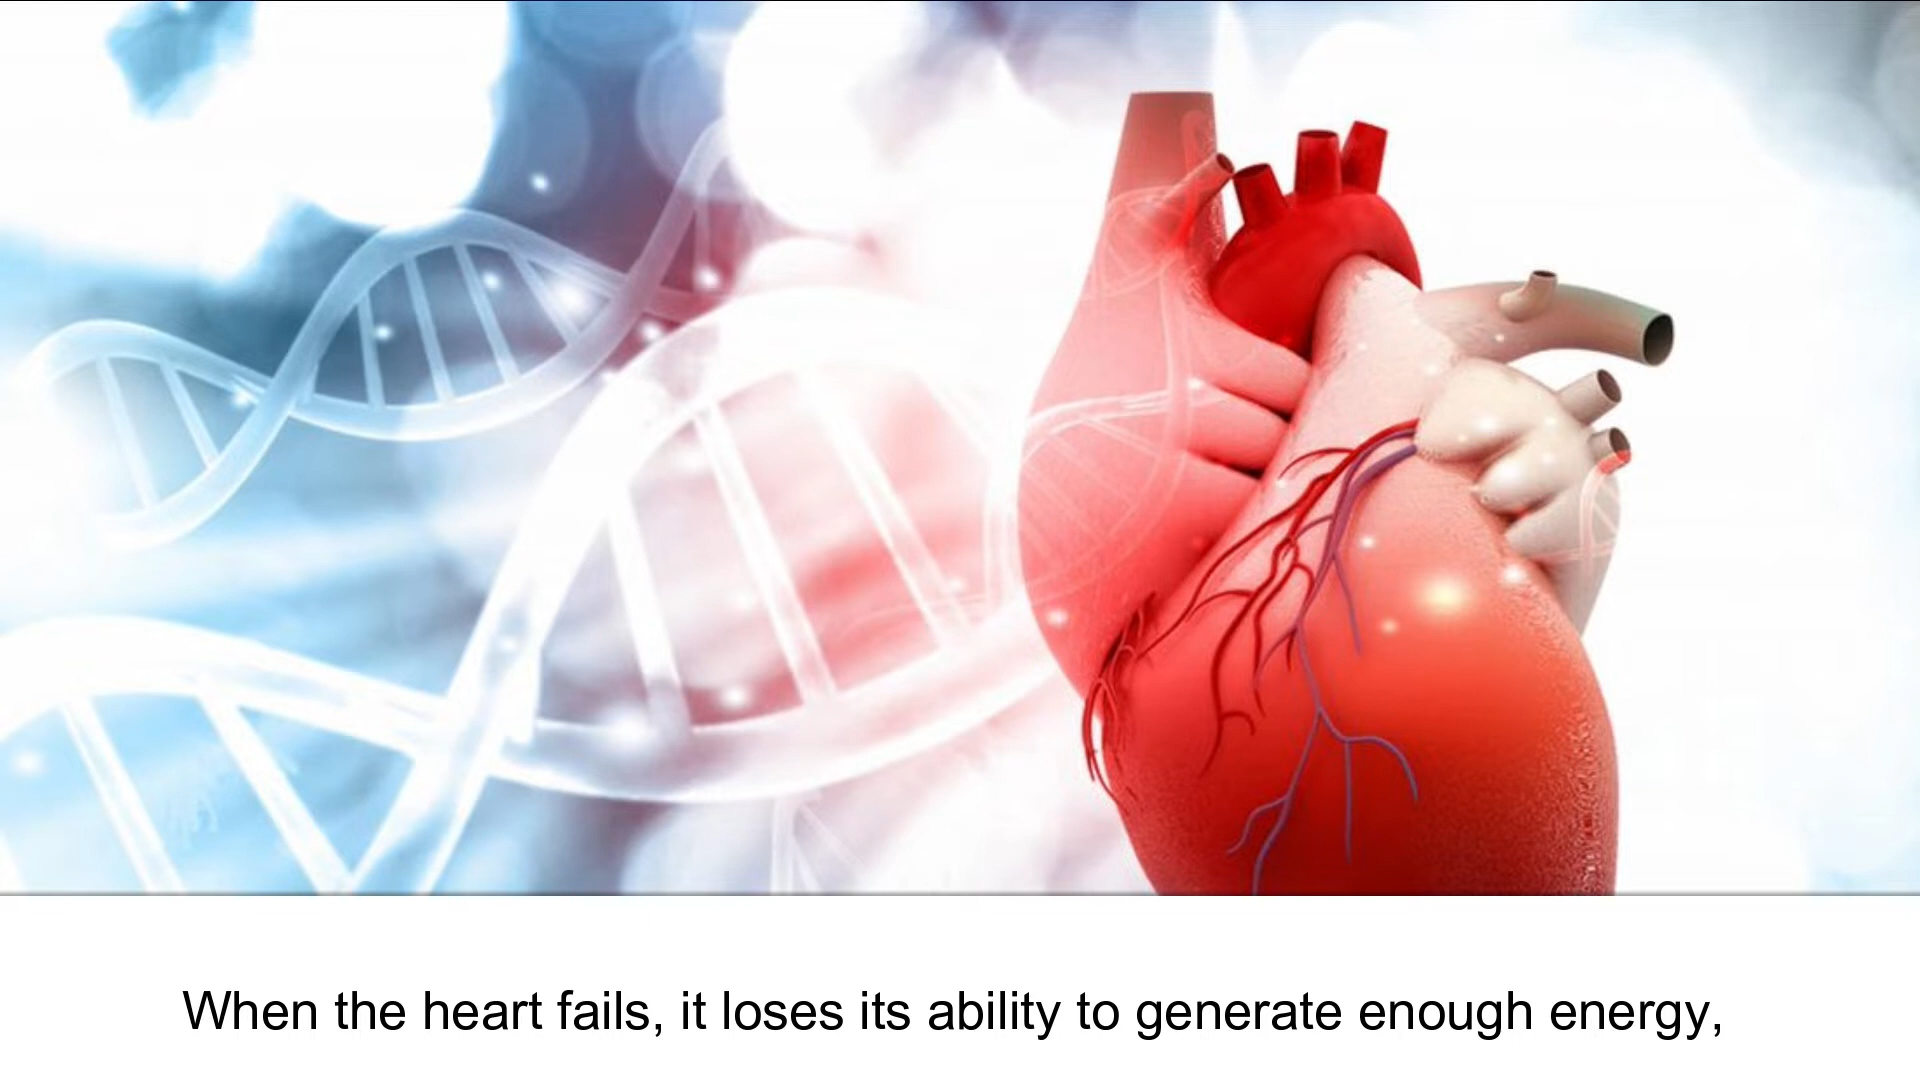 When the heart fails, it loses its ability to generate enough energy,